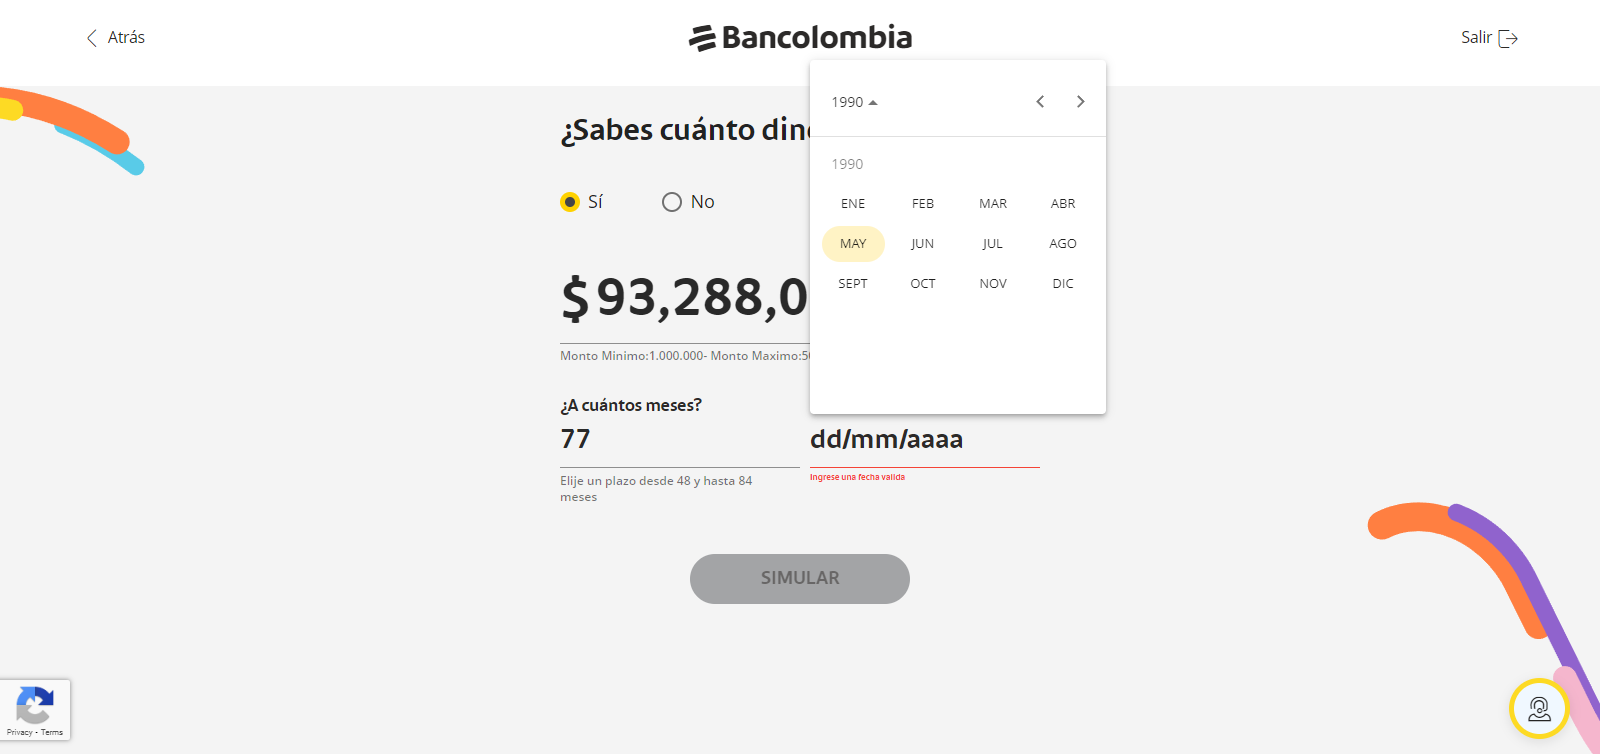 Atrás
Bancolombia
Salir
¿Sabes cuánto din
Sí
No
$93,288,0
Monto Minimo:1.000.000- Monto Maximo:50
¿A cuántos meses?
77
Elije un plazo desde 48 y hasta 84
meses
1990
1990
ENE FEB MAR ABR
MAY JUN JUL AGO
SEPT OCT NOV DIC
dd/mm/aaaa
Ingrese una fecha valida
SIMULAR
Privacy - Terms